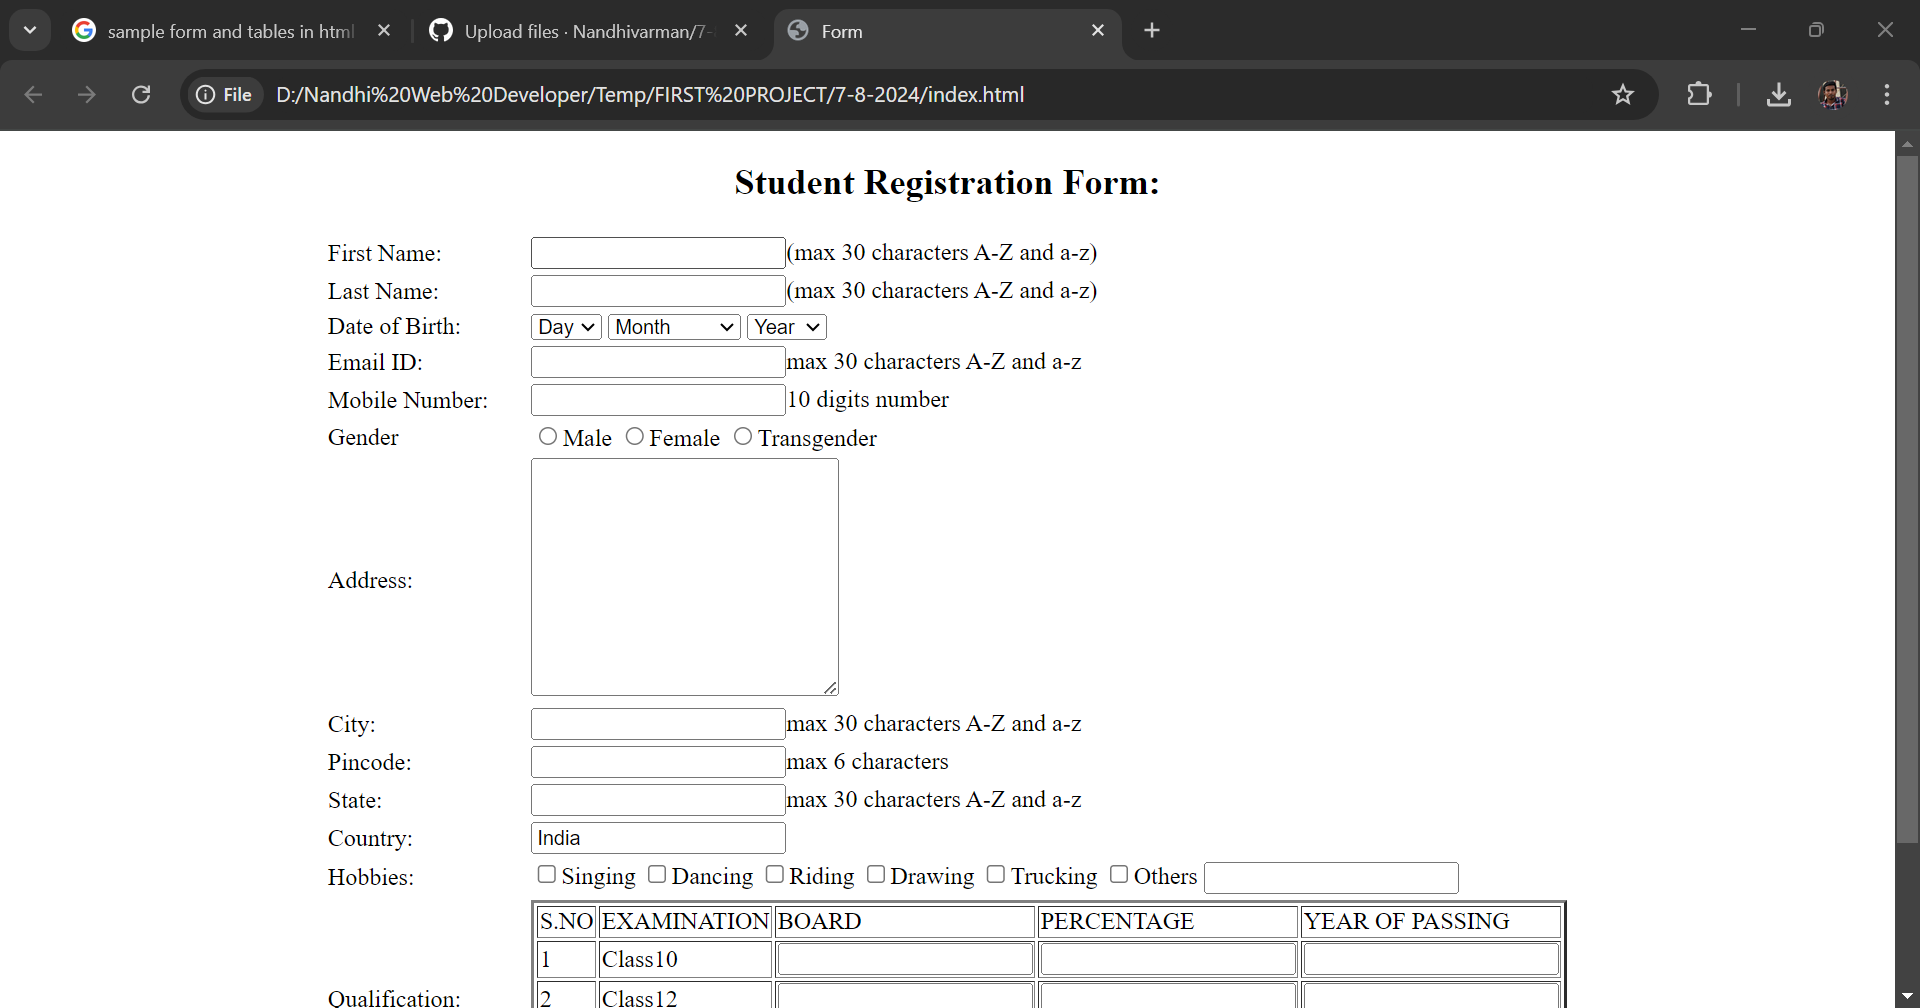 sample form and tables in html
Upload files · Nandhivarman/7-
Form
File
D:/Nandhi%20Web%20Developer/Temp/FIRST%20PROJECT/7-8-2024/index.html
Student Registration Form:
First Name: (max 30 characters A-Z and a-z)
Last Name: (max 30 characters A-Z and a-z)
Date of Birth: Day Month Year
Email ID: max 30 characters A-Z and a-z
Mobile Number: 10 digits number
Gender Male Female Transgender
Address:
City: max 30 characters A-Z and a-z
Pincode: max 6 characters
State: max 30 characters A-Z and a-z
Country: India
Hobbies: Singing Dancing Riding Drawing Trucking Others
S.NO EXAMINATION BOARD PERCENTAGE YEAR OF PASSING
1 Class10
Qualification: 2 Class12